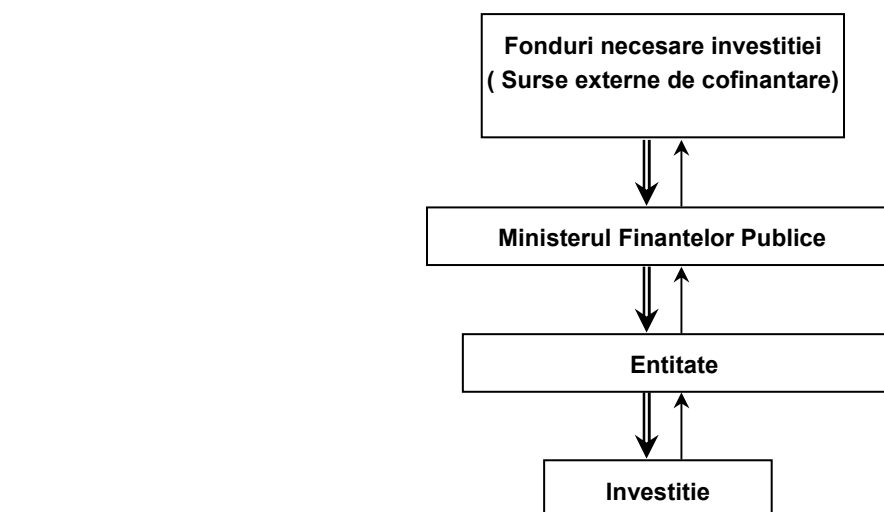 Fonduri necesare investitiei
( Surse externe de cofinantare)
Ministerul Finantelor Publice
Entitate
Investitie